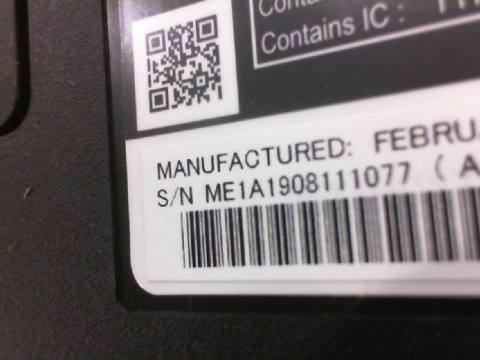 Contains IC :
MANUFACTURED: FEBRU
S/N ME1A1908111077 ( A